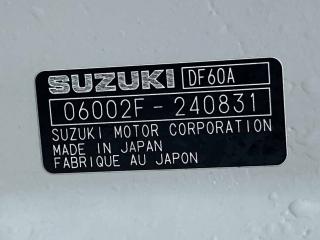 SUZUKI DF60A
06002F-240831
SUZUKI MOTOR CORPORATION
MADE IN JAPAN
FABRIQUE AU JAPON